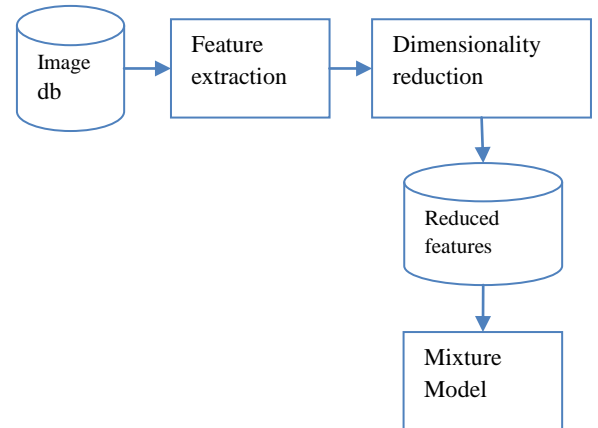 Image
db
Feature
extraction
Dimensionality
reduction
Reduced
features
Mixture
Model